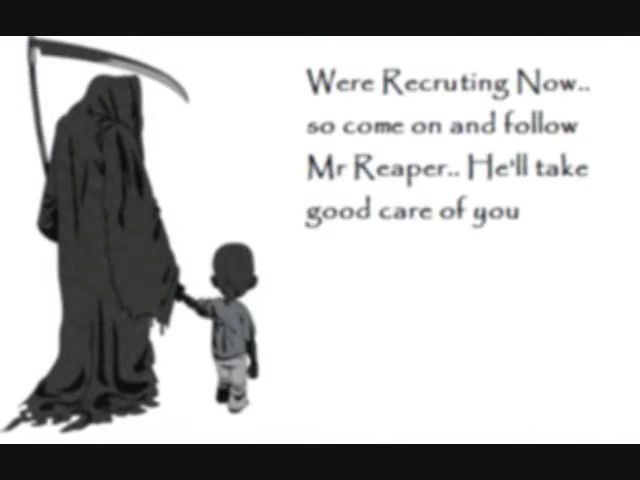 Were Recruting Now..
so come on and follow
Mr Reaper.. He'll take
good care of you